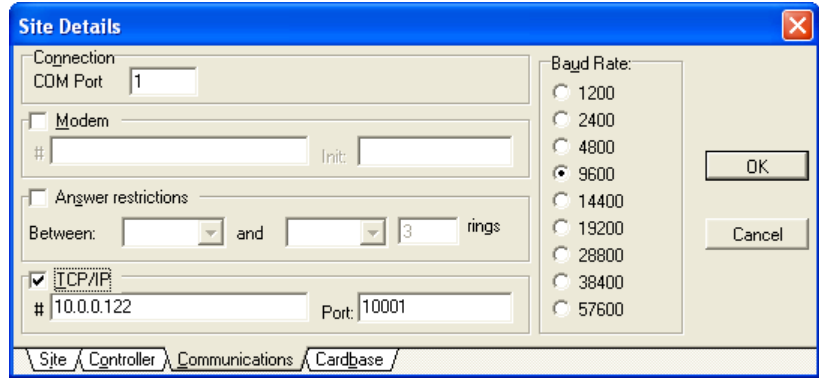 Site Details
Connection
COM Port 1
Modem
# Init:
Answer restrictions
Between: and 3 rings
TCP/IP
# 10.0.0.122 Port: 10001
Baud Rate:
1200
2400
4800
9600
14400
19200
28800
38400
57600
OK
Cancel
Site Controller Communications Cardbase